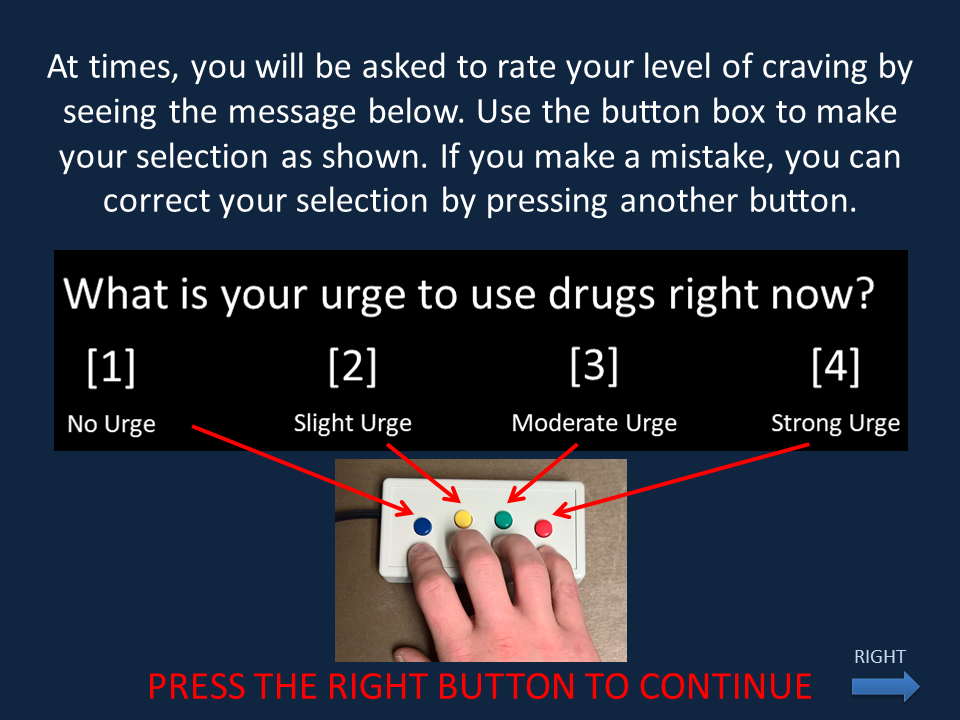 At times, you will be asked to rate your level of craving by
seeing the message below. Use the button box to make
your selection as shown. If you make a mistake, you can
correct your selection by pressing another button.
What is your urge to use drugs right now?
[1] [2] [3] [4]
No Urge Slight Urge Moderate Urge Strong Urge
RIGHT
PRESS THE RIGHT BUTTON TO CONTINUE